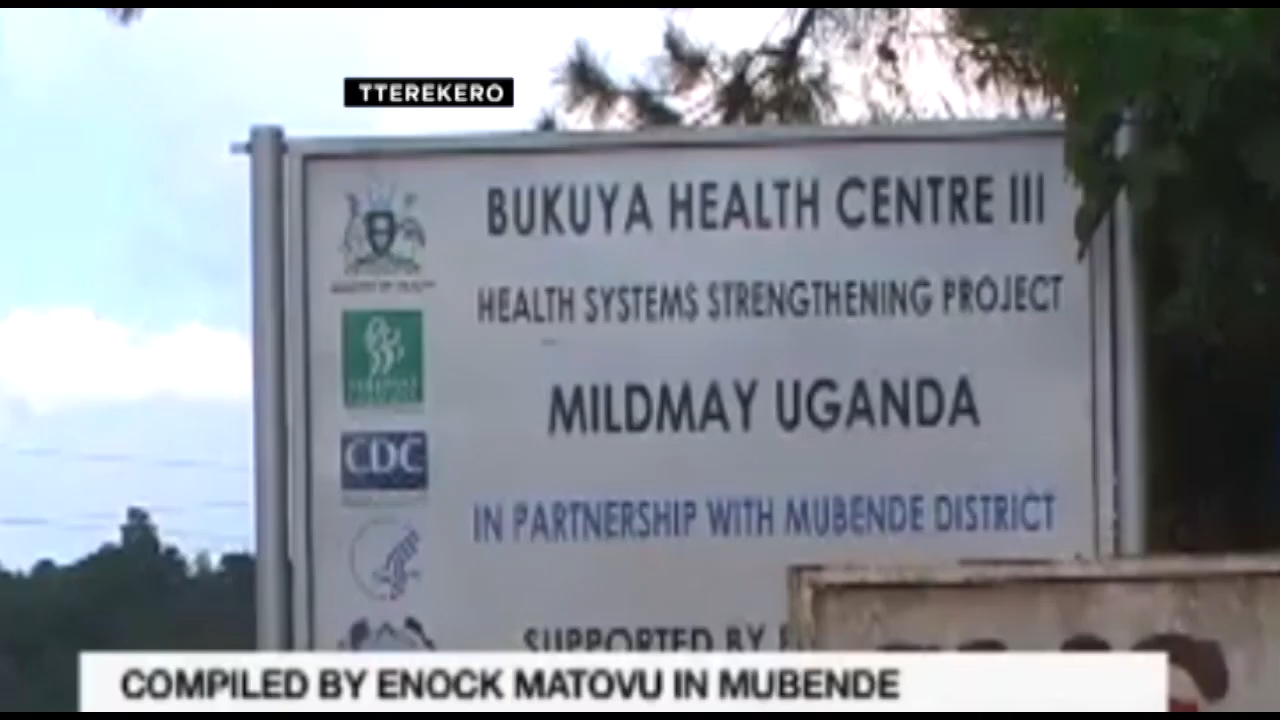 TTEREKERO
BUKUYA HEALTH CENTRE III
HEALTH SYSTEMS STRENGTHENING PROJECT
MILDMAY UGANDA
CDC
IN PARTNERSHIP WITH MUBENDE DISTRICT
SUPPORTED BY
COMPILED BY ENOCK MATOVU IN MUBENDE